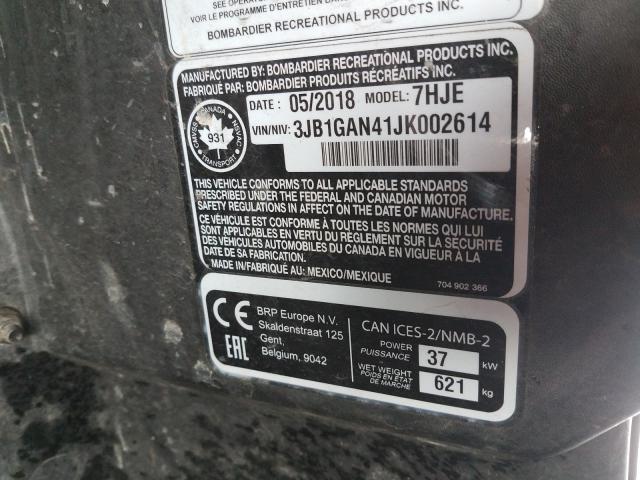 SEE OPERATOR
VOIR LE PROGRAMME D'ENTRETIEN DANS
BOMBARDIER RECREATIONAL PRODUCTS INC.
MANUFACTURED BY: BOMBARDIER RECREATIONAL PRODUCTS INC.
FABRIQUÉ PAR: BOMBARDIER PRODUITS RÉCRÉATIFS INC.
DATE : 05/2018 MODEL: 7HJE
VIN/NIV: 3JB1GAN41JK002614
CANADA
931
TRANSPORT
THIS VEHICLE CONFORMS TO ALL APPLICABLE STANDARDS
PRESCRIBED UNDER THE FEDERAL AND CANADIAN MOTOR
SAFETY REGULATIONS IN AFFECT ON THE DATE OF MANUFACTURE.
CE VÉHICULE EST CONFORME À TOUTES LES NORMES QUI LUI
SONT APPLICABLES EN VERTU DU RÈGLEMENT SUR LA SÉCURITÉ
DES VÉHICULES AUTOMOBILES DU CANADA EN VIGUEUR À LA
DATE DE SA FABRICATION.
MADE IN/FABRIQUÉ AU: MEXICO/MEXIQUE
704 902 366
CE
EAC
BRP Europe N.V.
Skaldenstraat 125
Gent,
Belgium, 9042
CAN ICES-2/NMB-2
POWER
PUISSANCE 37 kW
WET WEIGHT
POIDS EN ÉTAT
DE MARCHE 621 kg